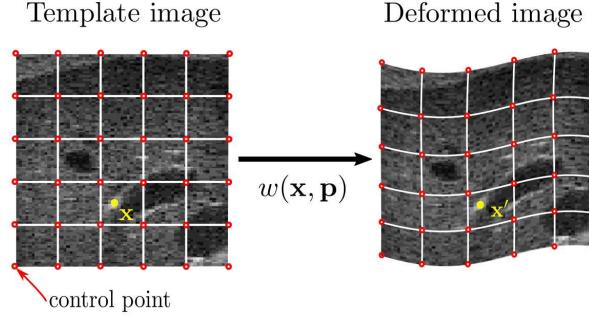 Template image
Deformed image
w(x, p)
x
x′
control point